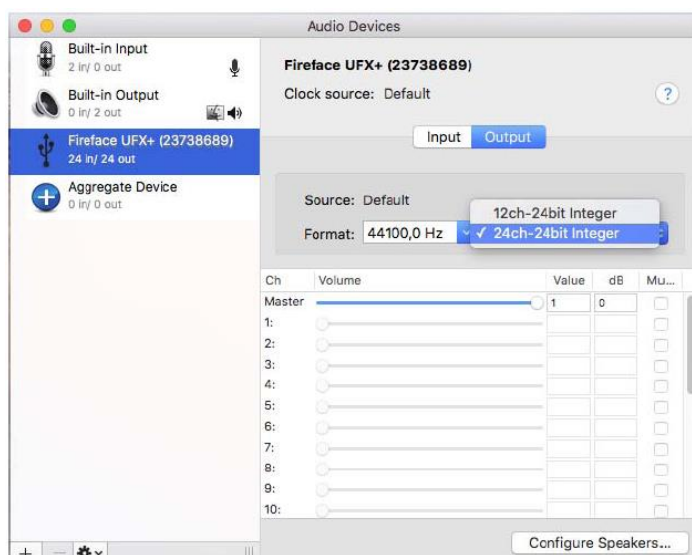 Audio Devices
Built-in Input
2 in/ 0 out
Built-in Output
0 in/ 2 out
Fireface UFX+ (23738689)
24 in/ 24 out
Aggregate Device
0 in/ 0 out
Fireface UFX+ (23738689)
Clock source: Default
?
Input Output
Source: Default
12ch-24bit Integer
Format: 44100,0 Hz ✓ 24ch-24bit Integer
Ch Volume Value dB Mu...
Master 1 0
1:
2:
3:
4:
5:
6:
7:
8:
9:
10:
Configure Speakers...